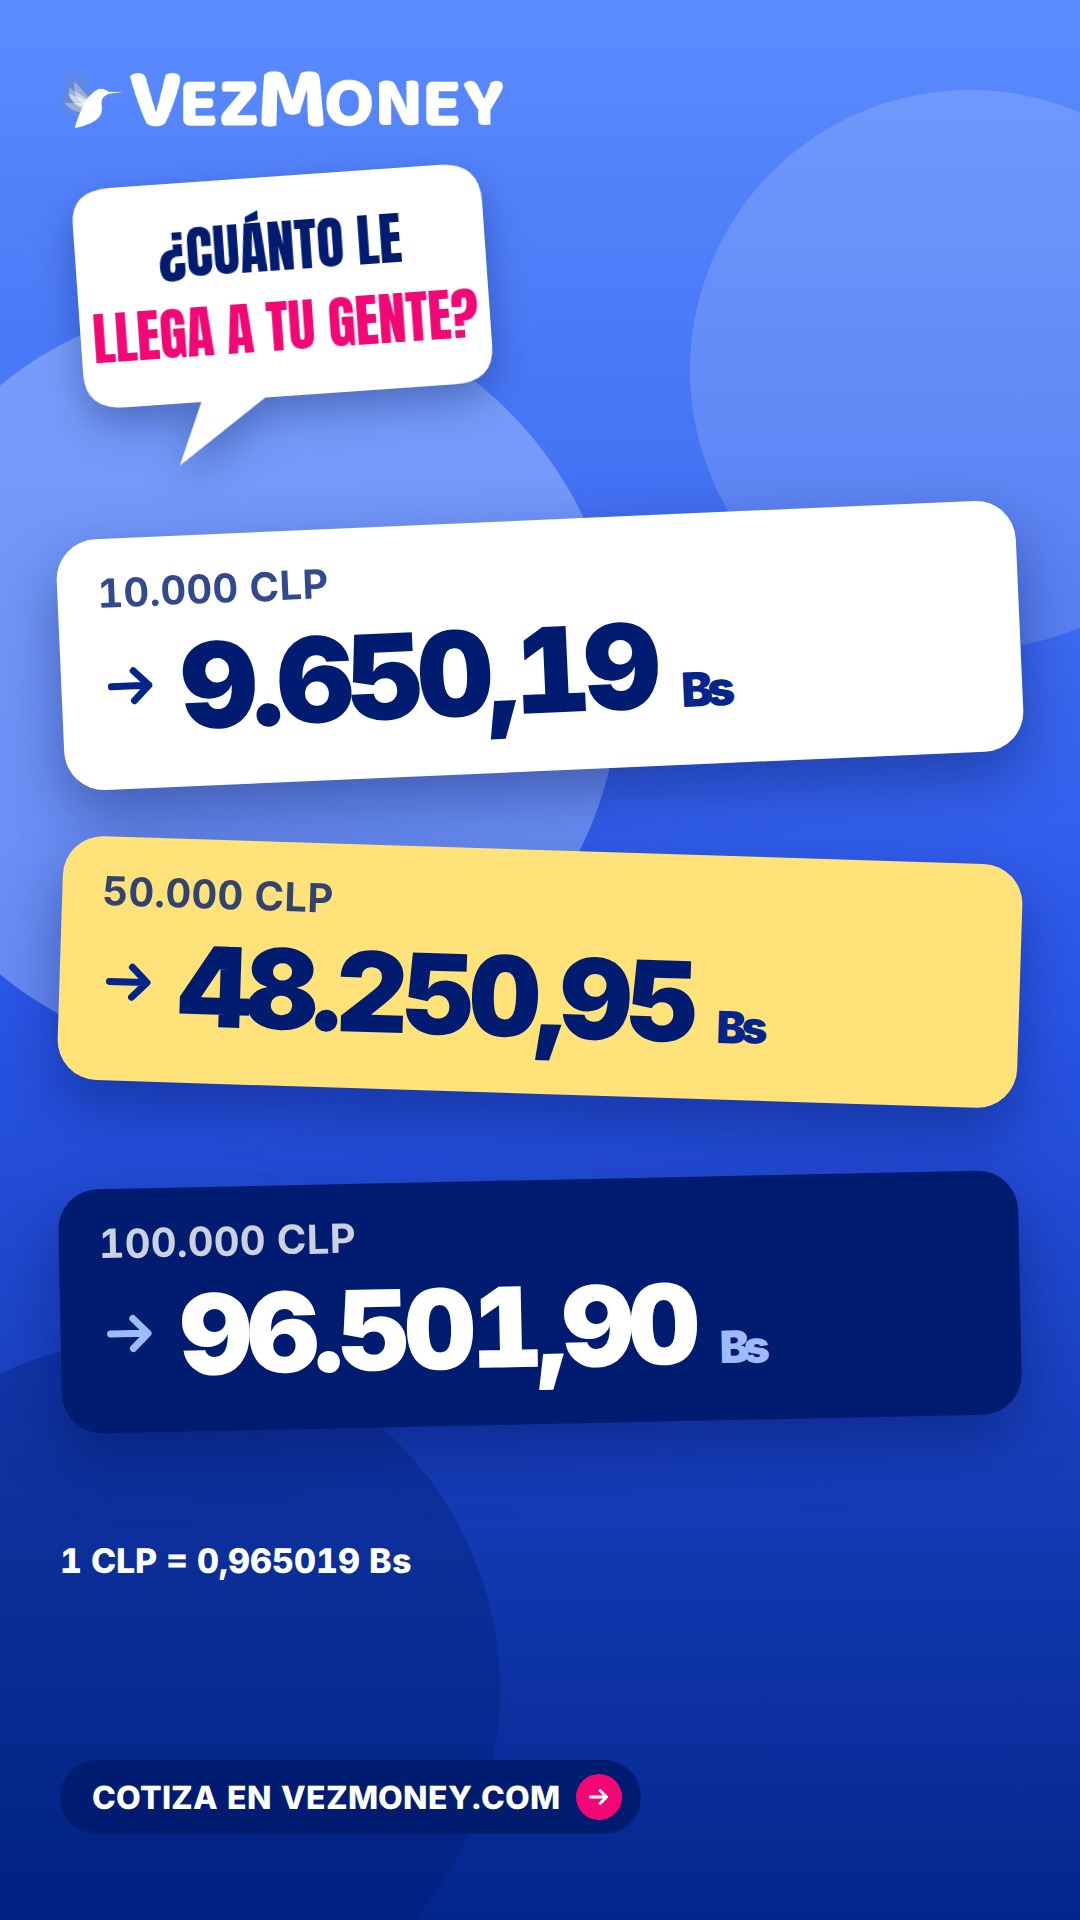 VEZMONEY
¿CUÁNTO LE
LLEGA A TU GENTE?
10.000 CLP
→ 9.650,19 Bs
50.000 CLP
→ 48.250,95 Bs
100.000 CLP
→ 96.501,90 Bs
1 CLP = 0,965019 Bs
COTIZA EN VEZMONEY.COM →